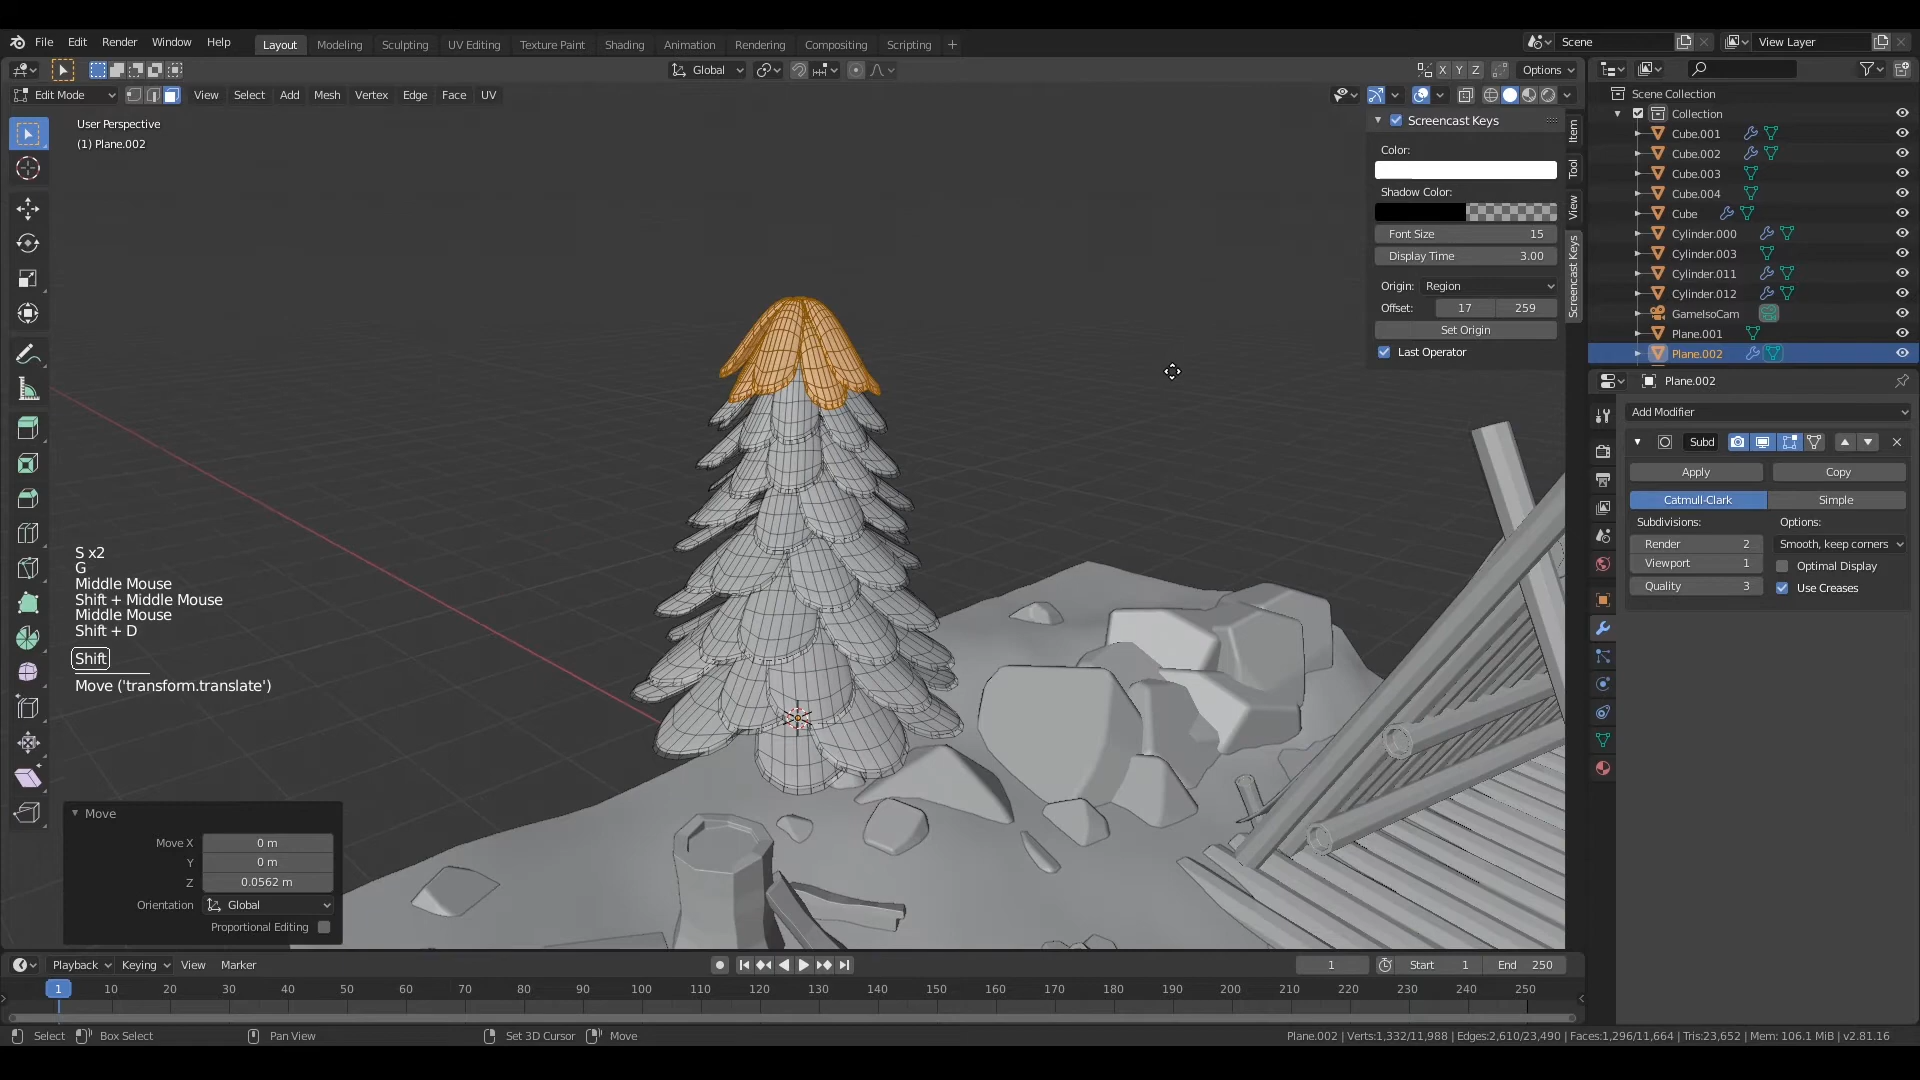 File Edit Render Window Help Layout Modeling Sculpting UV Editing Texture Paint Shading Animation Rendering Compositing Scripting + Scene View Layer
Global X Y Z Options
Edit Mode View Select Add Mesh Vertex Edge Face UV
User Perspective
(1) Plane.002
Screencast Keys
Color:
Shadow Color:
Font Size 15
Display Time 3.00
Origin: Region
Offset: 17 259
Set Origin
Last Operator
Item
Tool
View
Screencast Keys
Scene Collection
Collection
Cube.001
Cube.002
Cube.003
Cube.004
Cube
Cylinder.000
Cylinder.003
Cylinder.011
Cylinder.012
GameIsoCam
Plane.001
Plane.002
Plane.002
Add Modifier
Subd
Apply Copy
Catmull-Clark Simple
Subdivisions: Options:
Render 2 Smooth, keep corners
Viewport 1 Optimal Display
Quality 3 Use Creases
S x2
G
Middle Mouse
Shift + Middle Mouse
Middle Mouse
Shift + D
Shift
Move ('transform.translate')
Move
Move X 0 m
Y 0 m
Z 0.0562 m
Orientation Global
Proportional Editing
Playback Keying View Marker 1 Start 1 End 250
1 10 20 30 40 50 60 70 80 90 100 110 120 130 140 150 160 170 180 190 200 210 220 230 240 250
Select Box Select Pan View Set 3D Cursor Move Plane.002 | Verts:1,332/11,988 | Edges:2,610/23,490 | Faces:1,296/11,664 | Tris:23,652 | Mem: 106.1 MiB | v2.81.16